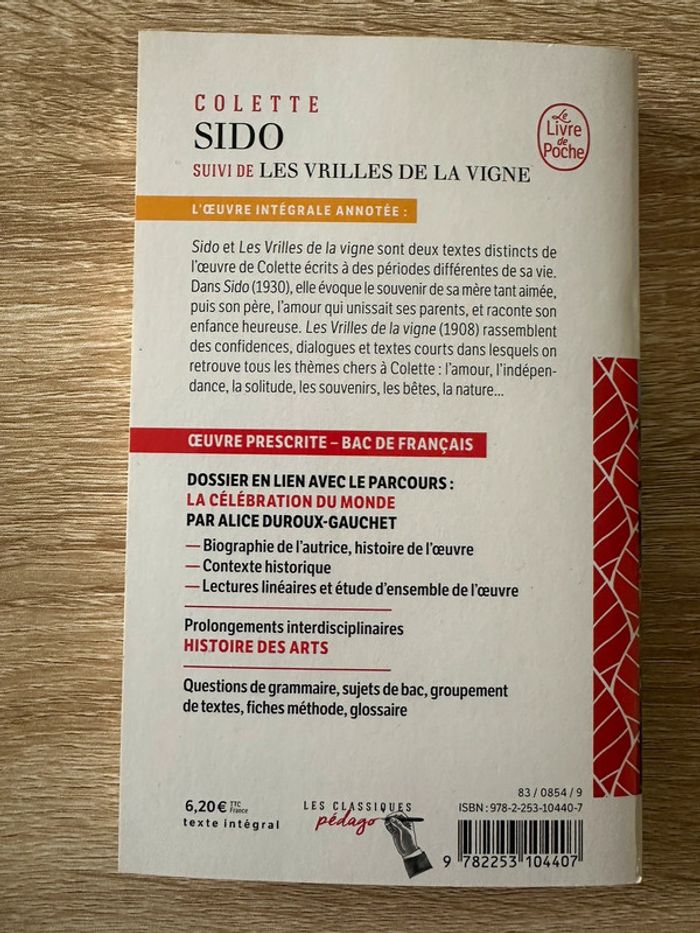 COLETTE
SIDO
SUIVI DE LES VRILLES DE LA VIGNE
Le
Livre
de
Poche
L'ŒUVRE INTÉGRALE ANNOTÉE :
Sido et Les Vrilles de la vigne sont deux textes distincts de
l'œuvre de Colette écrits à des périodes différentes de sa vie.
Dans Sido (1930), elle évoque le souvenir de sa mère tant aimée,
puis son père, l'amour qui unissait ses parents, et raconte son
enfance heureuse. Les Vrilles de la vigne (1908) rassemblent
des confidences, dialogues et textes courts dans lesquels on
retrouve tous les thèmes chers à Colette : l'amour, l'indépen-
dance, la solitude, les souvenirs, les bêtes, la nature...
ŒUVRE PRESCRITE – BAC DE FRANÇAIS
DOSSIER EN LIEN AVEC LE PARCOURS :
LA CÉLÉBRATION DU MONDE
PAR ALICE DUROUX-GAUCHET
— Biographie de l'autrice, histoire de l'œuvre
— Contexte historique
— Lectures linéaires et étude d'ensemble de l'œuvre
Prolongements interdisciplinaires
HISTOIRE DES ARTS
Questions de grammaire, sujets de bac, groupement
de textes, fiches méthode, glossaire
6,20 € TTC France
texte intégral
LES CLASSIQUES
pédago
83 / 0854 / 9
ISBN : 978-2-253-10440-7
9 782253 104407